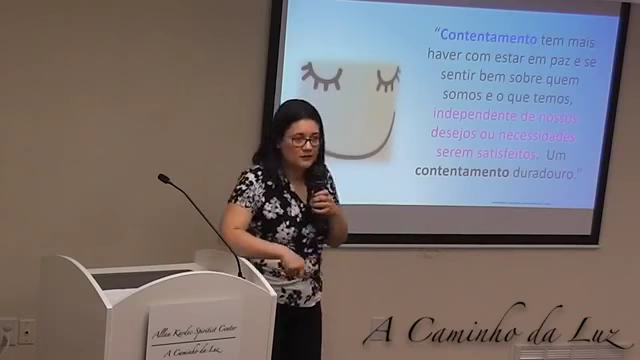 “Contentamento tem mais
haver com estar em paz e se
sentir bem sobre quem
somos e o que temos,
independente de nossos
desejos ou necessidades
serem satisfeitos. Um
contentamento duradouro.”
Allan Kardec Spiritist Center
A Caminho da Luz
A Caminho da Luz